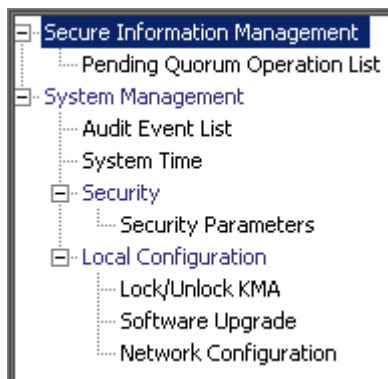 Secure Information Management
Pending Quorum Operation List
System Management
Audit Event List
System Time
Security
Security Parameters
Local Configuration
Lock/Unlock KMA
Software Upgrade
Network Configuration